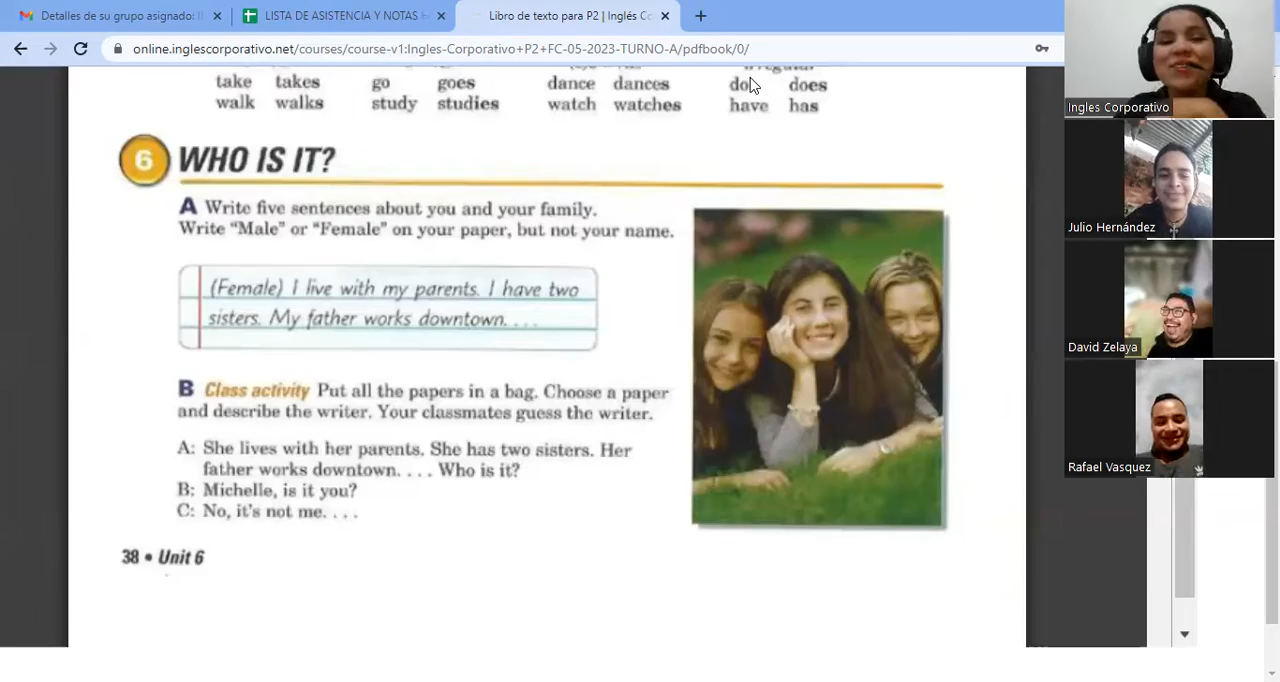 Detalles de su grupo asignado:
LISTA DE ASISTENCIA Y NOTAS
Libro de texto para P2 | Inglés Co
online.inglescorporativo.net/courses/course-v1:Ingles-Corporativo+P2+FC-05-2023-TURNO-A/pdfbook/0/
irregular
take takes go goes dance dances do does
walk walks study studies watch watches have has
6 WHO IS IT?
A Write five sentences about you and your family.
Write "Male" or "Female" on your paper, but not your name.
(Female) I live with my parents. I have two
sisters. My father works downtown. . . .
B Class activity Put all the papers in a bag. Choose a paper
and describe the writer. Your classmates guess the writer.
A: She lives with her parents. She has two sisters. Her
father works downtown. . . . Who is it?
B: Michelle, is it you?
C: No, it's not me. . . .
38 • Unit 6
Ingles Corporativo
Julio Hernández
David Zelaya
Rafael Vasquez